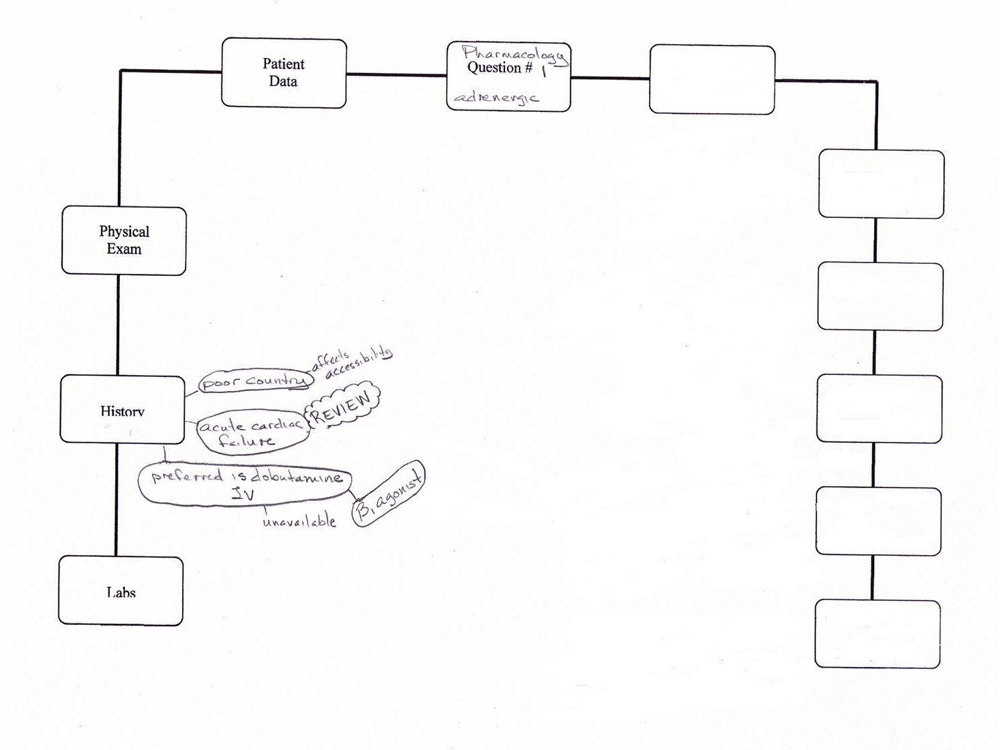 Patient
Data
Pharmacology
Question # 1
adrenergic
Physical
Exam
History
poor country
affects
accessibility
acute cardiac
failure
REVIEW
preferred is dobutamine
IV
unavailable
β, agonist
Labs